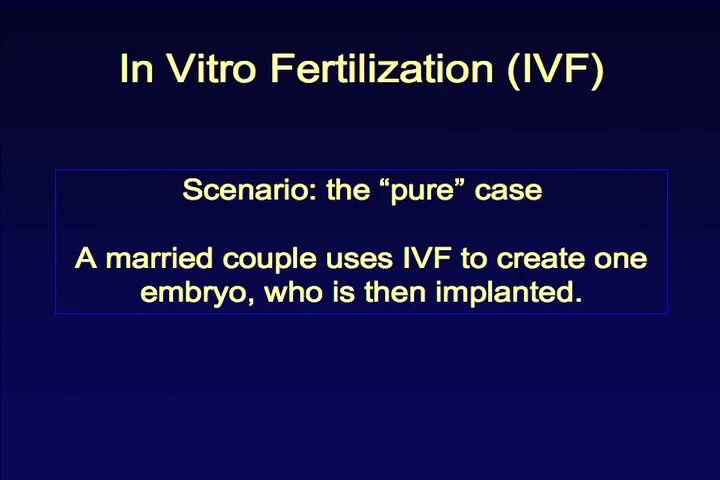 In Vitro Fertilization (IVF)
Scenario: the “pure” case
A married couple uses IVF to create one
embryo, who is then implanted.